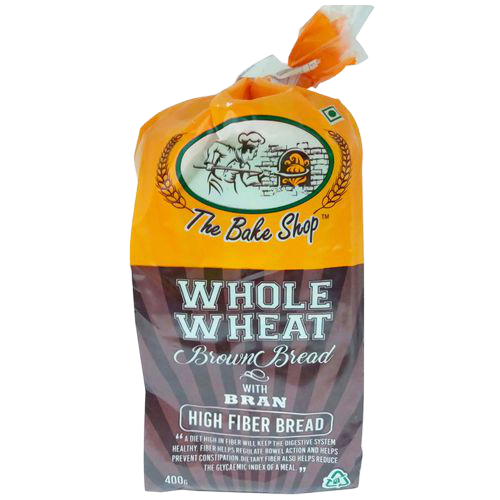 The Bake Shop™
WHOLE
WHEAT
Brown Bread
WITH
BRAN
HIGH FIBER BREAD
"A DIET HIGH IN FIBER WILL KEEP THE DIGESTIVE SYSTEM
HEALTHY. FIBER HELPS REGULATE BOWEL ACTION AND HELPS
PREVENT CONSTIPATION. DIETARY FIBER ALSO HELPS REDUCE
THE GLYCAEMIC INDEX OF A MEAL."
400G